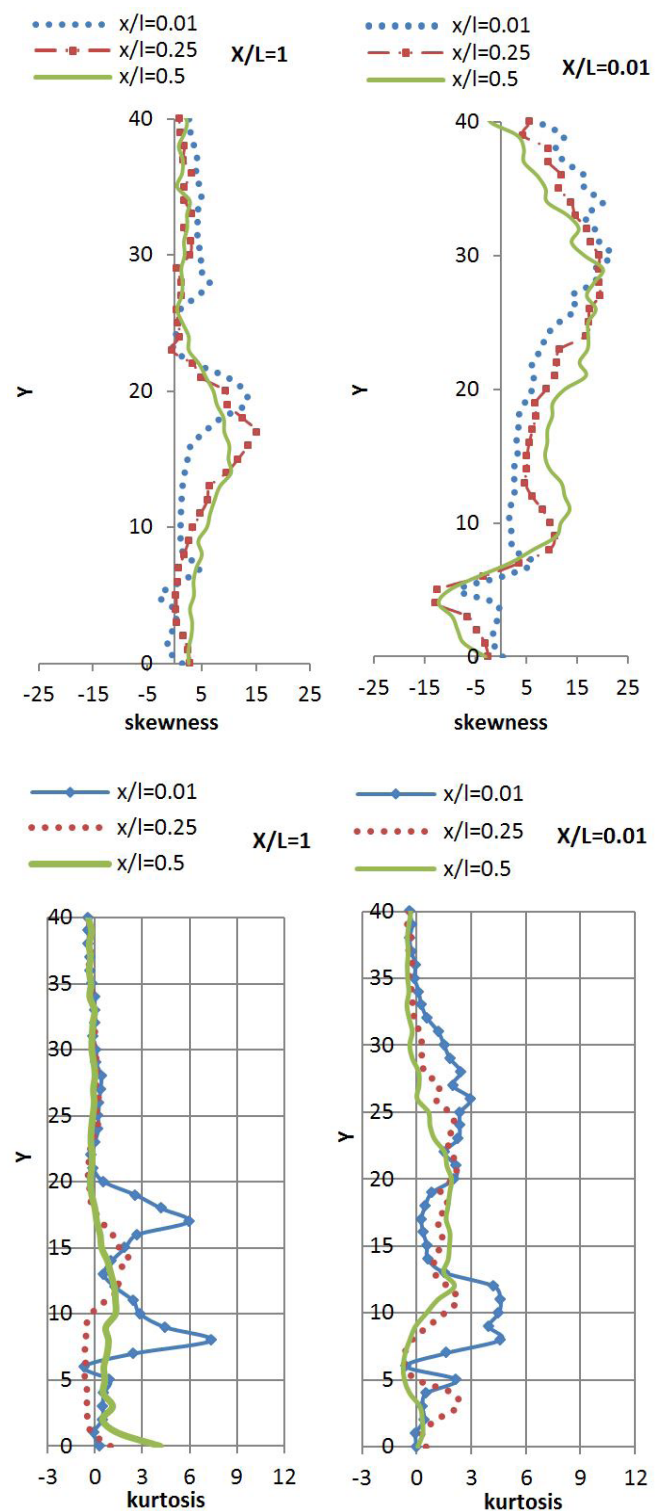 x/l=0.01
x/l=0.25
x/l=0.5
X/L=1
40
30
20
10
0
Y
-25
-15
-5
5
15
25
skewness
x/l=0.01
x/l=0.25
x/l=0.5
X/L=0.01
40
30
20
10
0
Y
-25
-15
-5
5
15
25
skewness
x/l=0.01
x/l=0.25
x/l=0.5
X/L=1
40
35
30
25
20
15
10
5
0
Y
-3
0
3
6
9
12
kurtosis
x/l=0.01
x/l=0.25
x/l=0.5
X/L=0.01
40
35
30
25
20
15
10
5
0
Y
-3
0
3
6
9
12
kurtosis